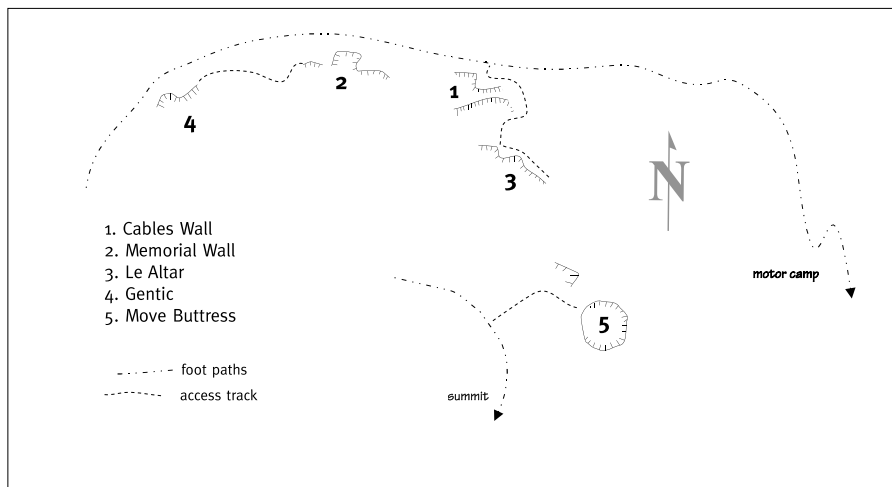 2
1
4
3
N
1. Cables Wall
2. Memorial Wall
3. Le Altar
4. Gentic
5. Move Buttress
motor camp
5
foot paths
access track
summit